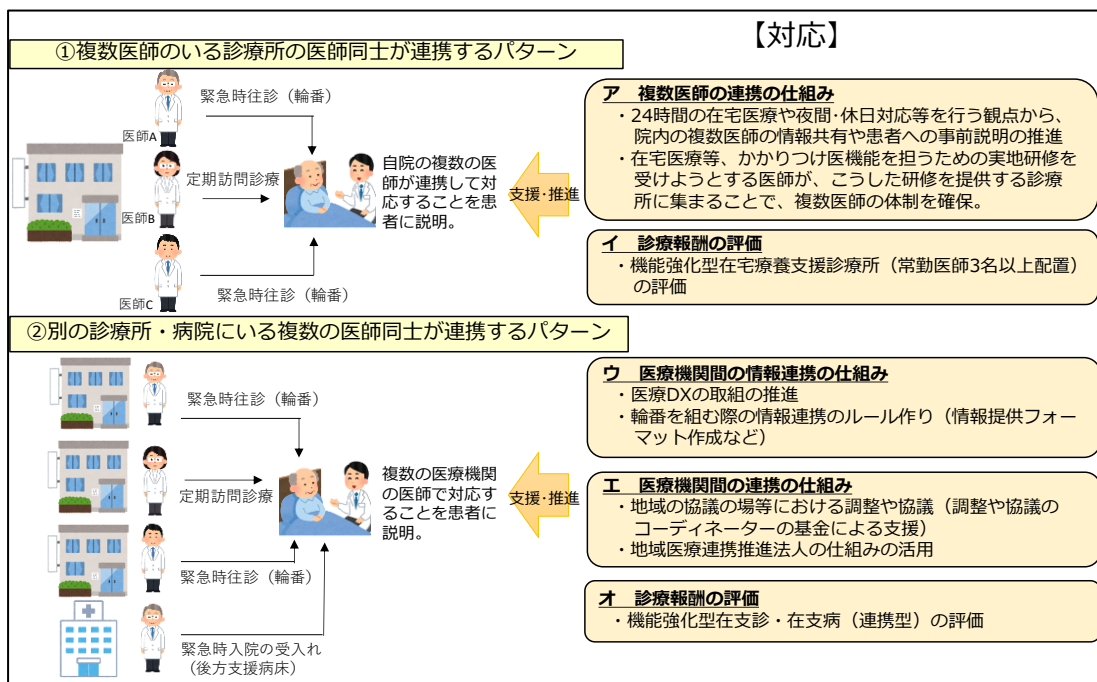 【対応】
①複数医師のいる診療所の医師同士が連携するパターン
緊急時往診（輪番）
医師A
定期訪問診療
医師B
緊急時往診（輪番）
医師C
自院の複数の医
師が連携して対
応することを患
者に説明。
支援・推進
ア　複数医師の連携の仕組み
・24時間の在宅医療や夜間・休日対応等を行う観点から、
院内の複数医師の情報共有や患者への事前説明の推進
・在宅医療等、かかりつけ医機能を担うための実地研修を
受けようとする医師が、こうした研修を提供する診療
所に集まることで、複数医師の体制を確保。
イ　診療報酬の評価
・機能強化型在宅療養支援診療所（常勤医師3名以上配置）
の評価
②別の診療所・病院にいる複数の医師同士が連携するパターン
緊急時往診（輪番）
定期訪問診療
緊急時往診（輪番）
緊急時入院の受入れ
（後方支援病床）
複数の医療機関
の医師で対応す
ることを患者に
説明。
支援・推進
ウ　医療機関間の情報連携の仕組み
・医療DXの取組の推進
・輪番を組む際の情報連携のルール作り（情報提供フォー
マット作成など）
エ　医療機関間の連携の仕組み
・地域の協議の場等における調整や協議（調整や協議の
コーディネーターの基金による支援）
・地域医療連携推進法人の仕組みの活用
オ　診療報酬の評価
・機能強化型在支診・在支病（連携型）の評価